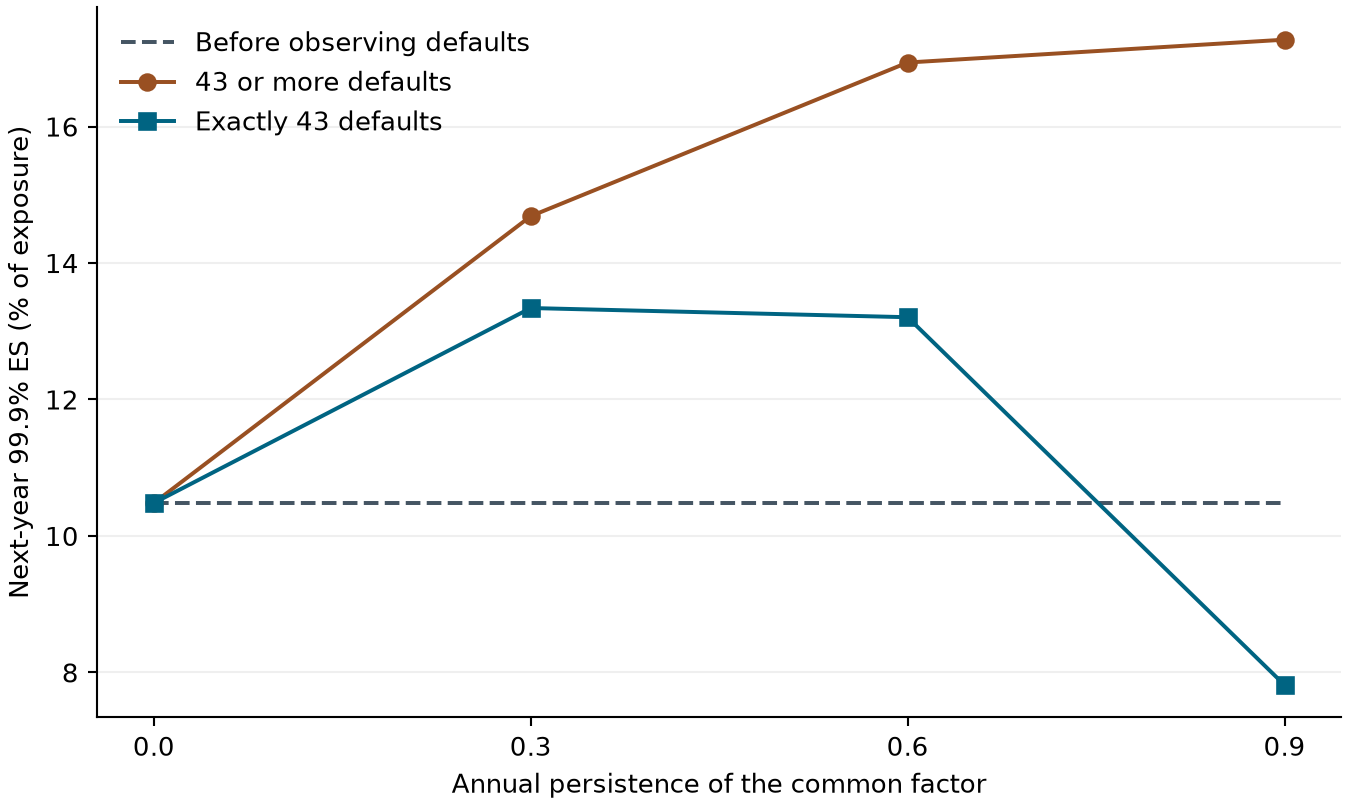 Before observing defaults
43 or more defaults
Exactly 43 defaults
Next-year 99.9% ES (% of exposure)
16
14
12
10
8
0.0
0.3
0.6
0.9
Annual persistence of the common factor